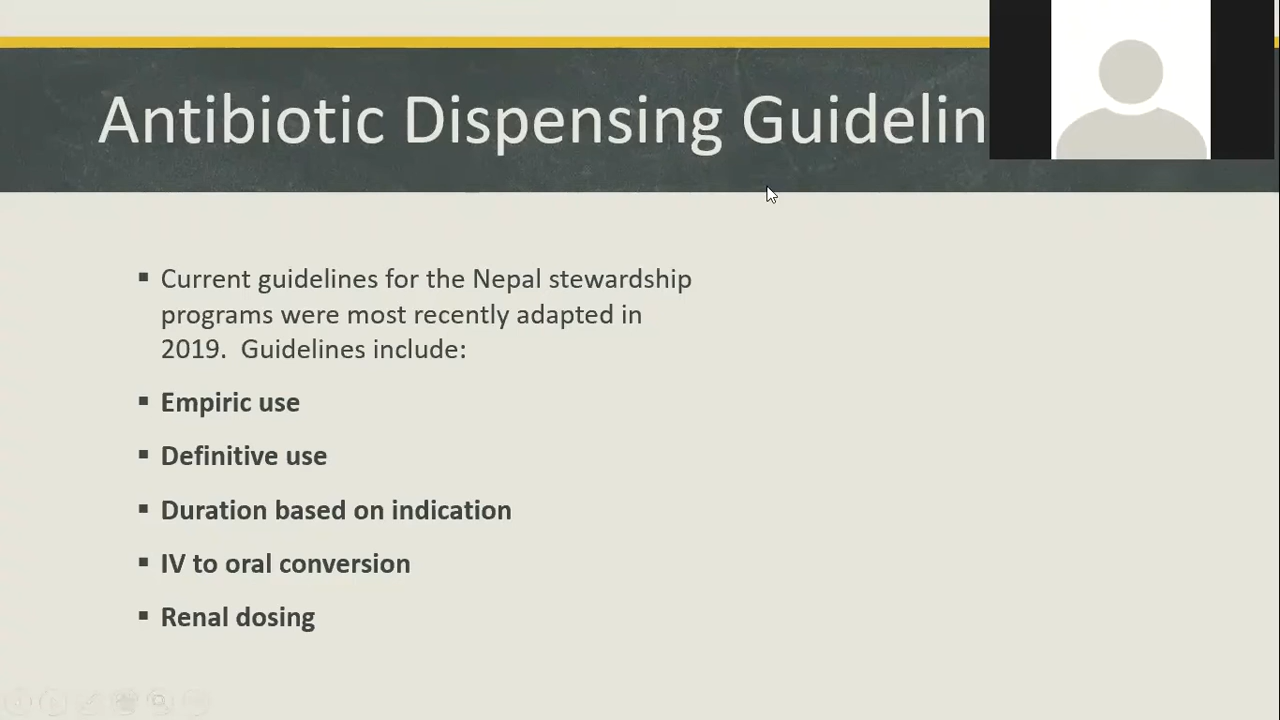 Antibiotic Dispensing Guidelin
▪ Current guidelines for the Nepal stewardship
programs were most recently adapted in
2019.  Guidelines include:
▪ Empiric use
▪ Definitive use
▪ Duration based on indication
▪ IV to oral conversion
▪ Renal dosing